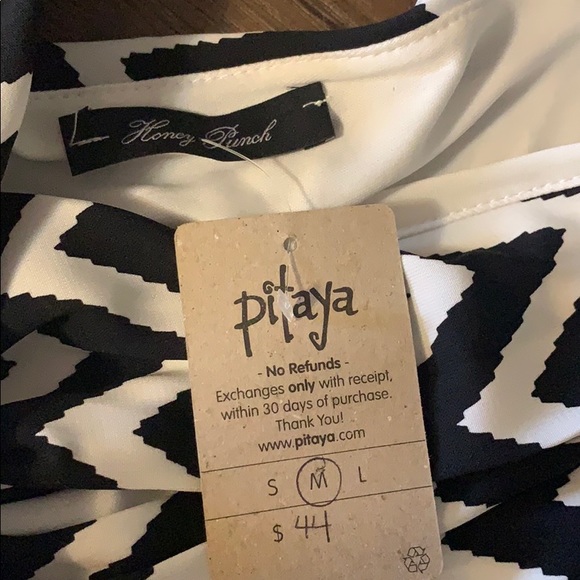 Honey Punch
pitaya
- No Refunds -
Exchanges only with receipt,
within 30 days of purchase.
Thank You!
www.pitaya.com
S M L
$ 44